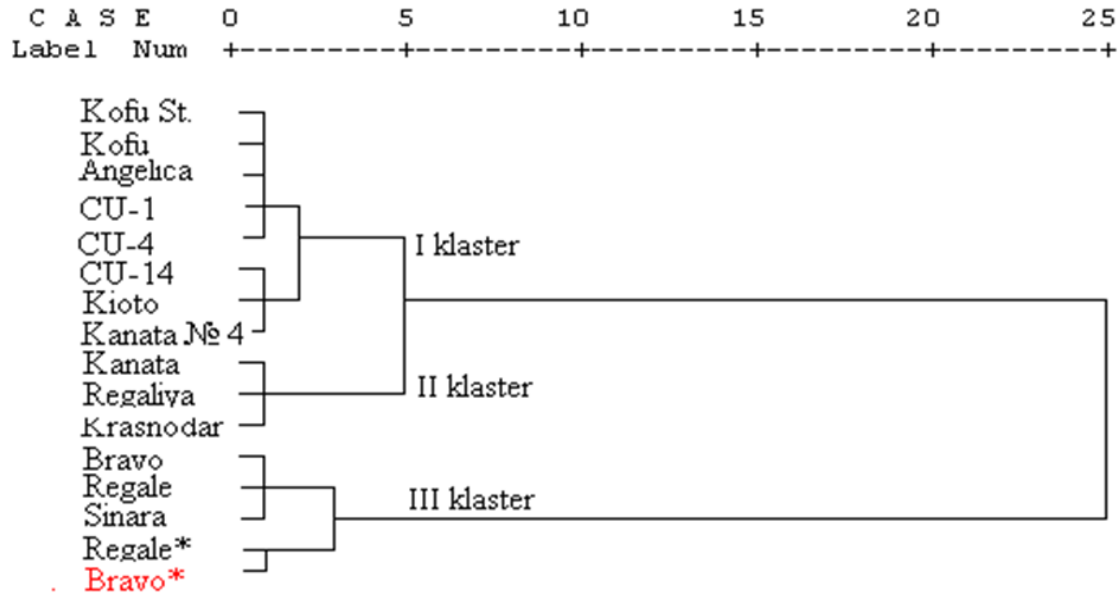 C A S E 0 5 10 15 20 25
Label Num +---------+---------+---------+---------+---------+
Kofu St.
Kofu
Angelica
CU-1
CU-4
I klaster
CU-14
Kioto
Kanata № 4
Kanata
Regaliya
II klaster
Krasnodar
Bravo
Regale
III klaster
Sinara
Regale*
Bravo*